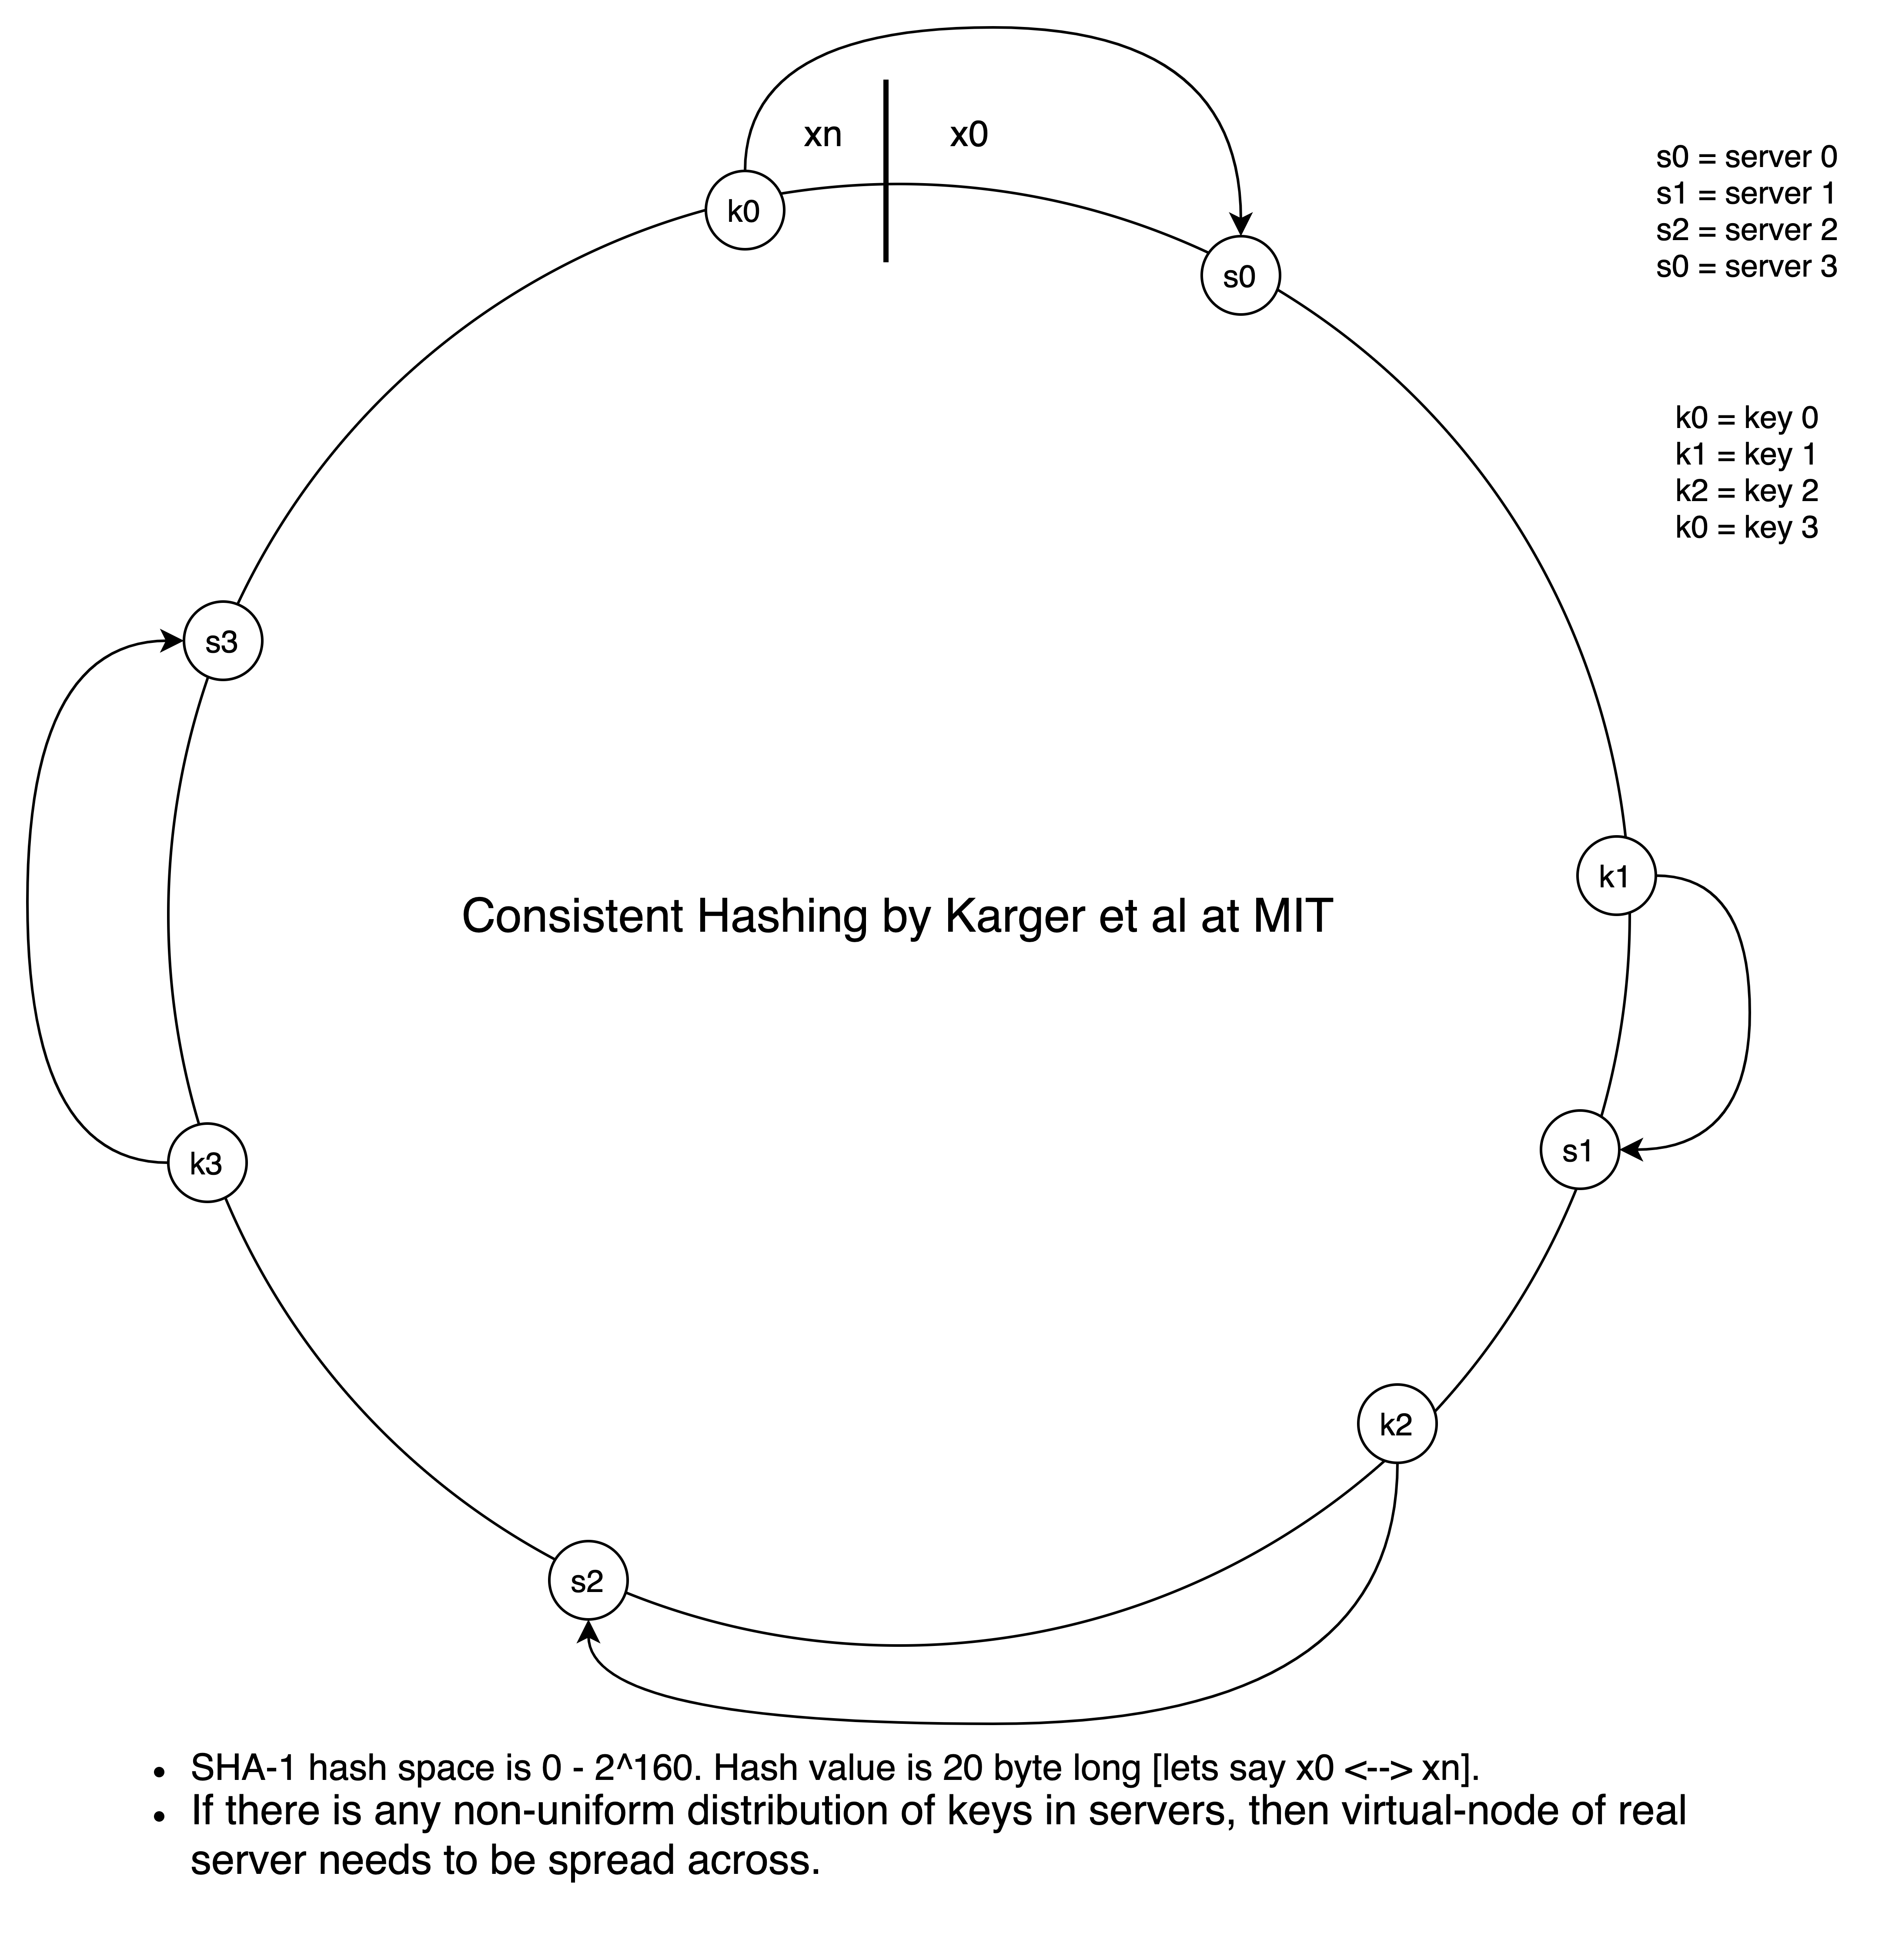 xn
x0
k0
s0
s0 = server 0
s1 = server 1
s2 = server 2
s0 = server 3
k0 = key 0
k1 = key 1
k2 = key 2
k0 = key 3
s3
k1
Consistent Hashing by Karger et al at MIT
s1
k3
k2
s2
• SHA-1 hash space is 0 - 2^160. Hash value is 20 byte long [lets say x0 <--> xn].
• If there is any non-uniform distribution of keys in servers, then virtual-node of real
server needs to be spread across.